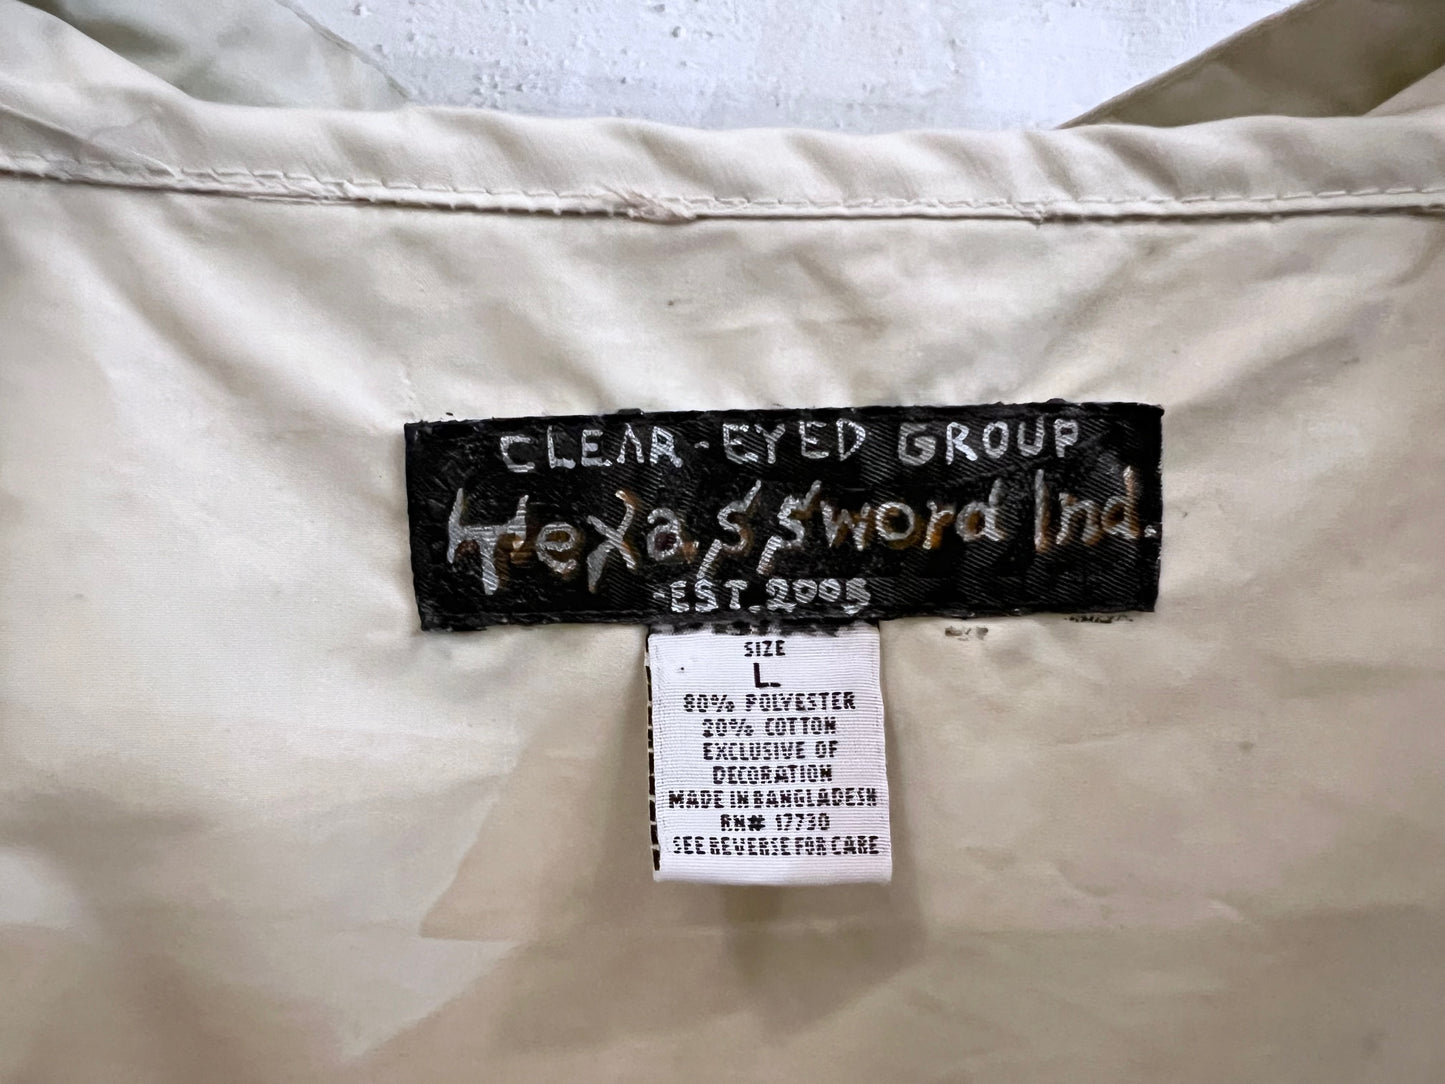 CLEAR-EYED GROUP
Texas,Sword Ind.
EST. 2005
SIZE
L
80% POLYESTER
20% COTTON
EXCLUSIVE OF
DECORATION
MADE IN BANGLADESH
RN# 17730
SEE REVERSE FOR CARE